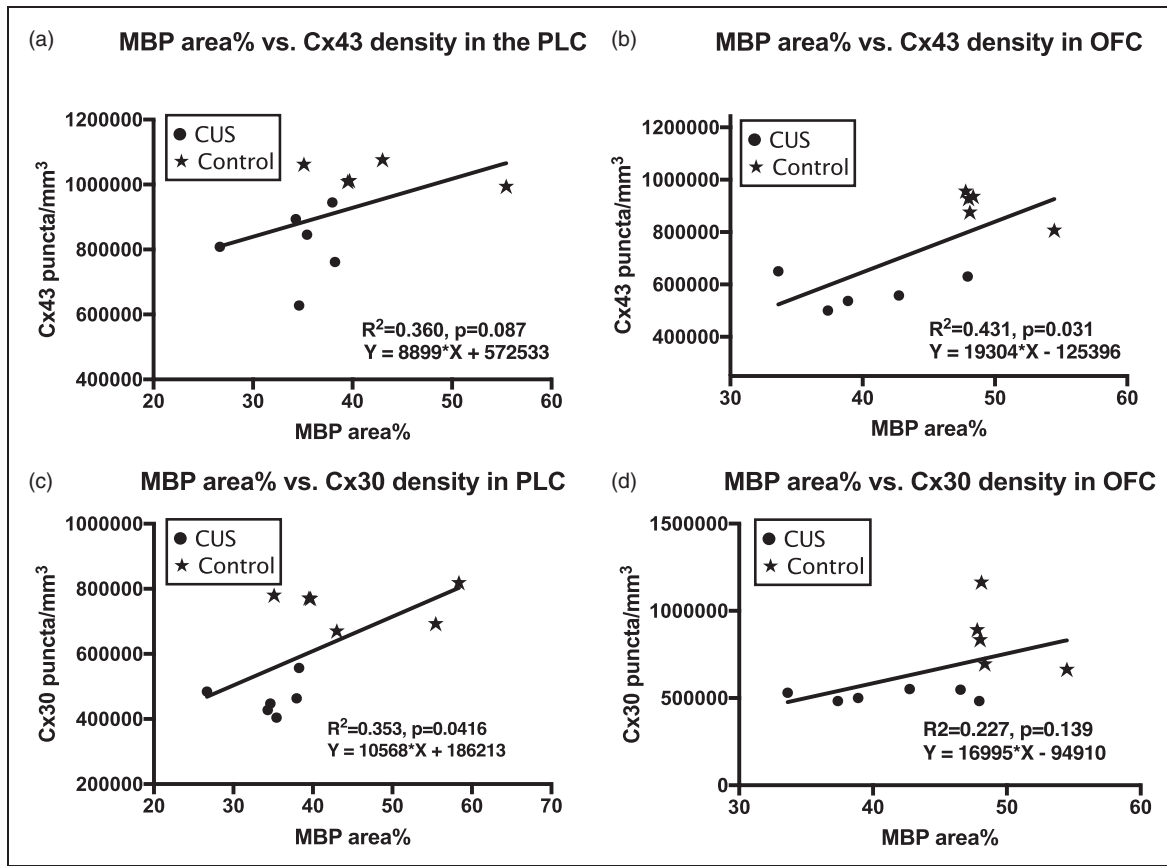 (a)
MBP area% vs. Cx43 density in the PLC
1200000
1000000
800000
600000
400000
20
30
40
50
60
Cx43 puncta/mm³
MBP area%
CUS
Control
R²=0.360, p=0.087
Y = 8899*X + 572533
(b)
MBP area% vs. Cx43 density in OFC
1200000
1000000
800000
600000
400000
30
40
50
60
Cx43 puncta/mm³
MBP area%
CUS
Control
R²=0.431, p=0.031
Y = 19304*X - 125396
(c)
MBP area% vs. Cx30 density in PLC
1000000
800000
600000
400000
200000
20
30
40
50
60
70
Cx30 puncta/mm³
MBP area%
CUS
Control
R²=0.353, p=0.0416
Y = 10568*X + 186213
(d)
MBP area% vs. Cx30 density in OFC
1500000
1000000
500000
0
30
40
50
60
Cx30 puncta/mm³
MBP area%
CUS
Control
R2=0.227, p=0.139
Y = 16995*X - 94910